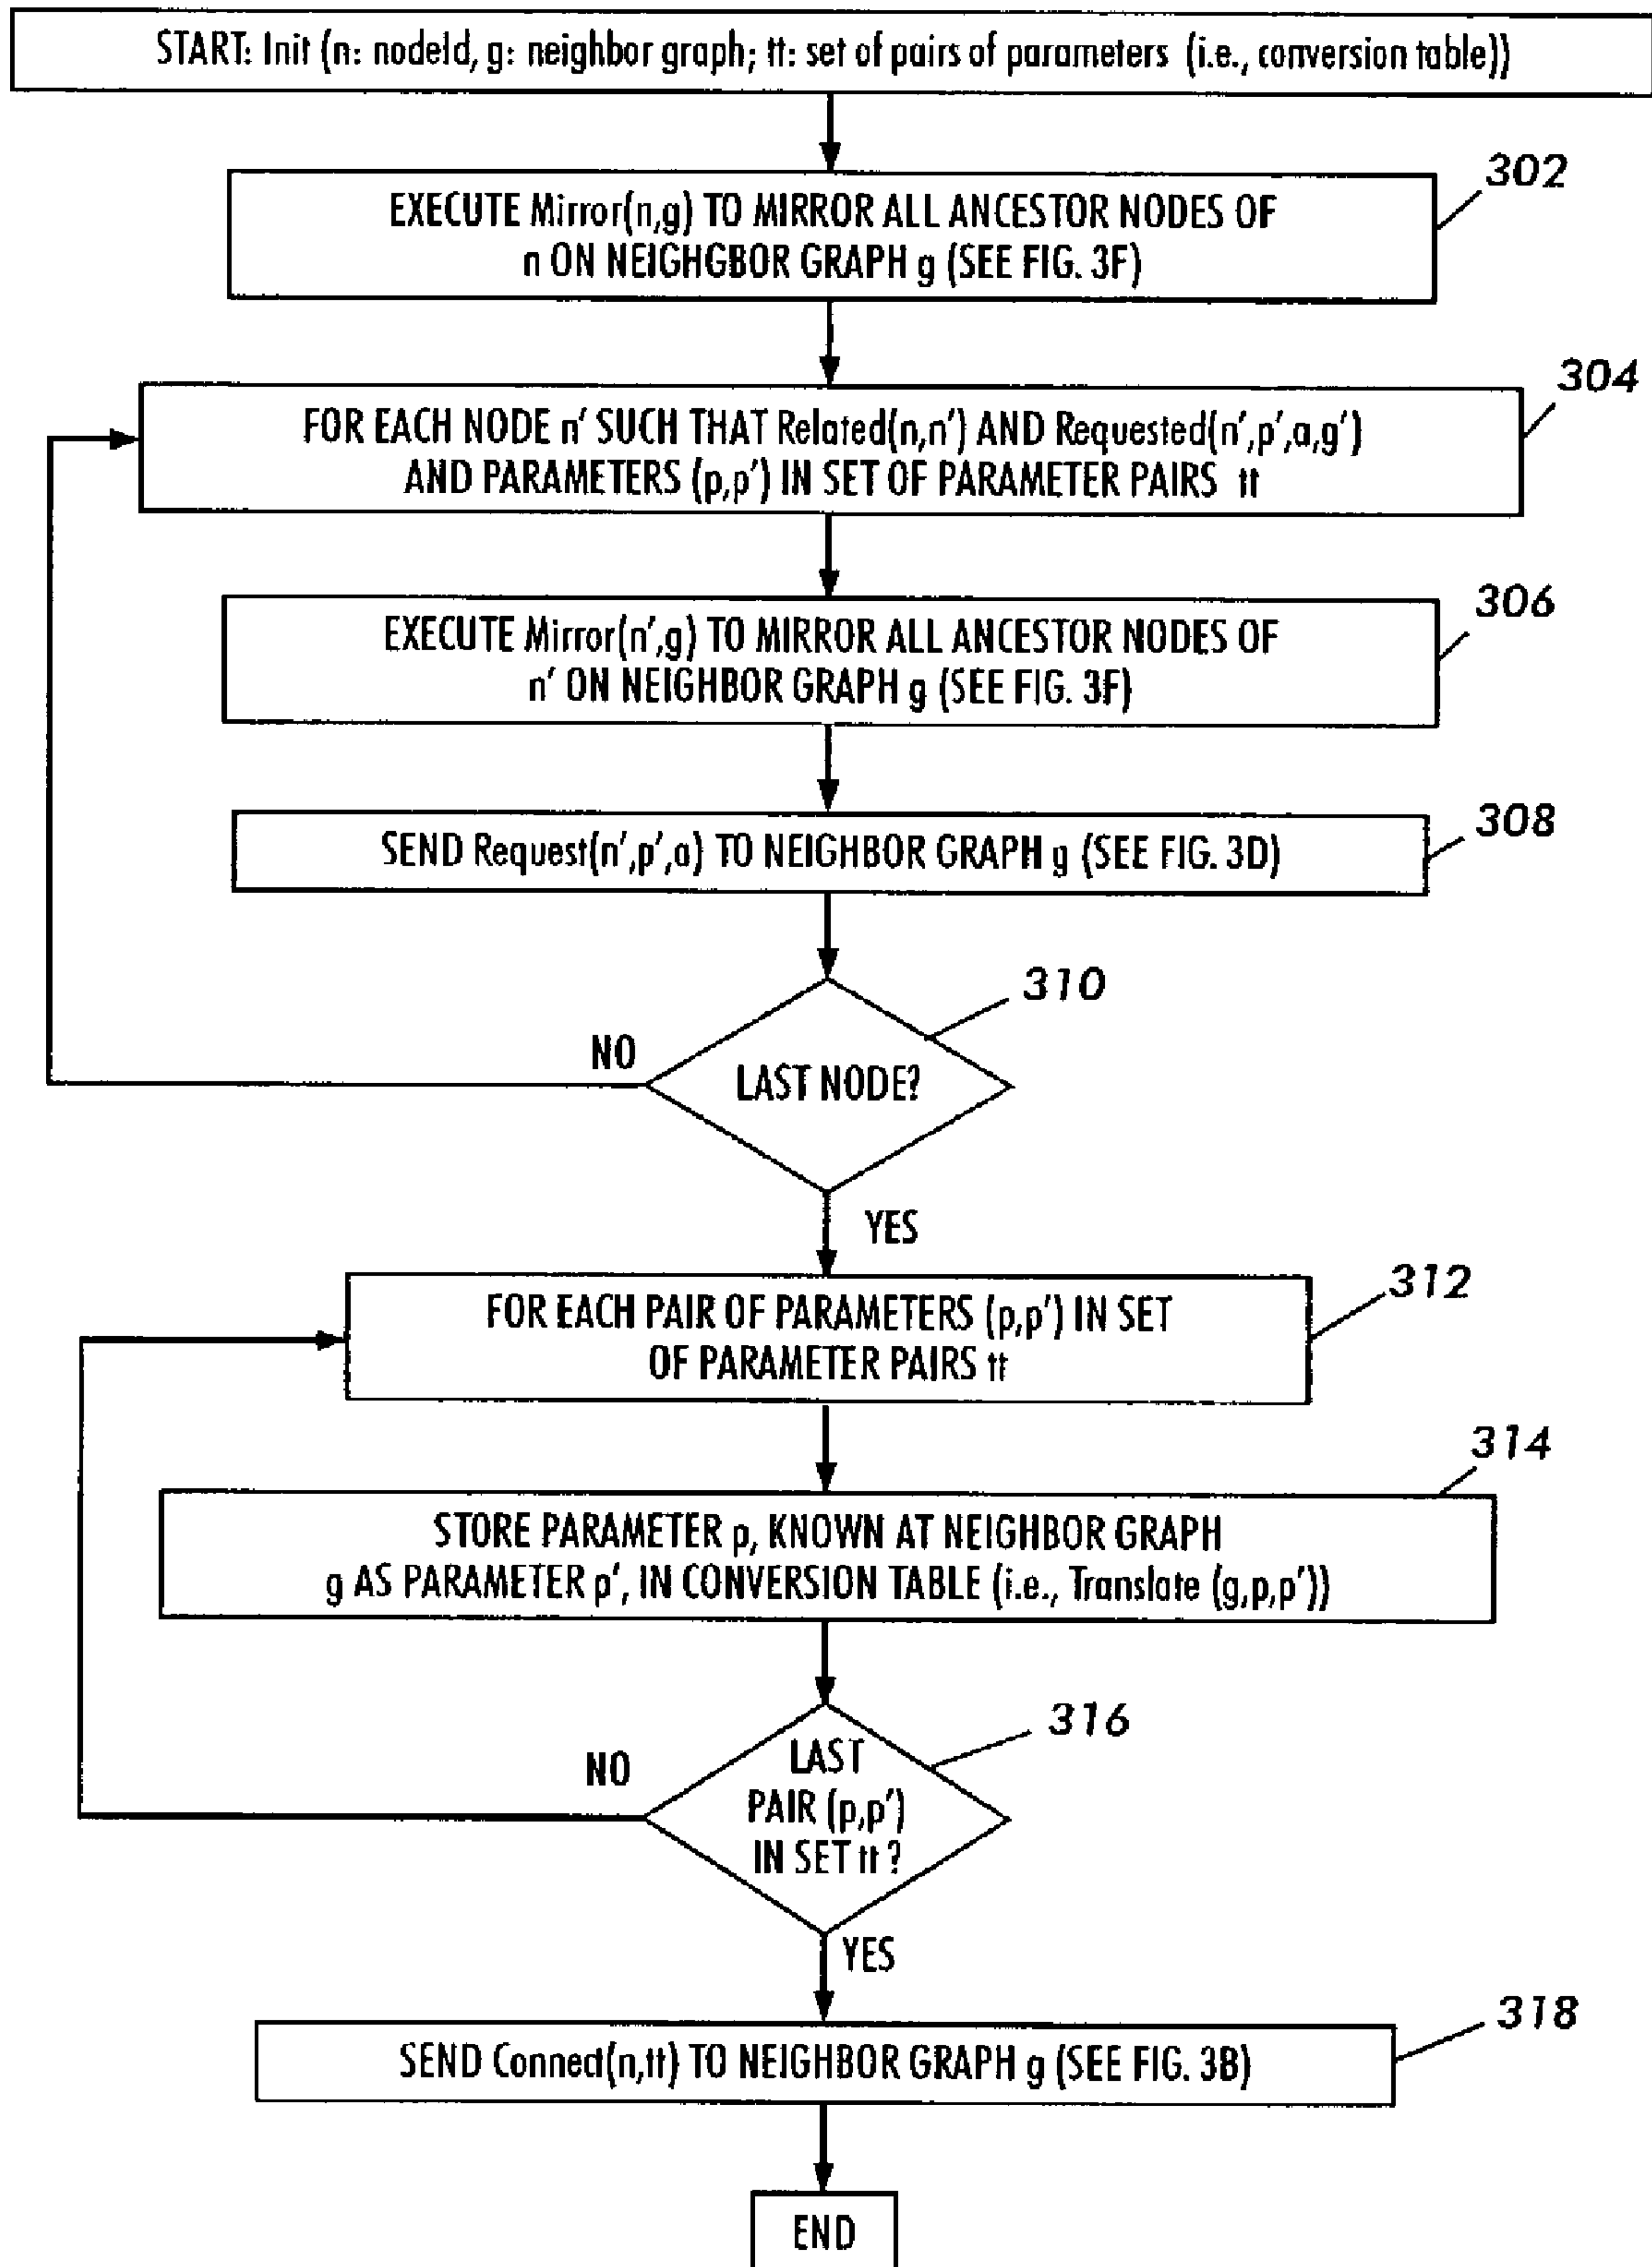 START: Init (n: nodeId, g: neighbor graph; tt: set of pairs of parameters (i.e., conversion table))
302
EXECUTE Mirror(n,g) TO MIRROR ALL ANCESTOR NODES OF
n ON NEIGHGBOR GRAPH g (SEE FIG. 3F)
304
FOR EACH NODE n' SUCH THAT Related(n,n') AND Requested(n',p',a,g')
AND PARAMETERS (p,p') IN SET OF PARAMETER PAIRS tt
306
EXECUTE Mirror(n',g) TO MIRROR ALL ANCESTOR NODES OF
n' ON NEIGHBOR GRAPH g (SEE FIG. 3F)
308
SEND Request(n',p',a) TO NEIGHBOR GRAPH g (SEE FIG. 3D)
310
NO
LAST NODE?
YES
312
FOR EACH PAIR OF PARAMETERS (p,p') IN SET
OF PARAMETER PAIRS tt
314
STORE PARAMETER p, KNOWN AT NEIGHBOR GRAPH
g AS PARAMETER p', IN CONVERSION TABLE (i.e., Translate (g,p,p'))
316
NO
LAST
PAIR (p,p')
IN SET tt ?
YES
318
SEND Connect(n,tt) TO NEIGHBOR GRAPH g (SEE FIG. 3B)
END